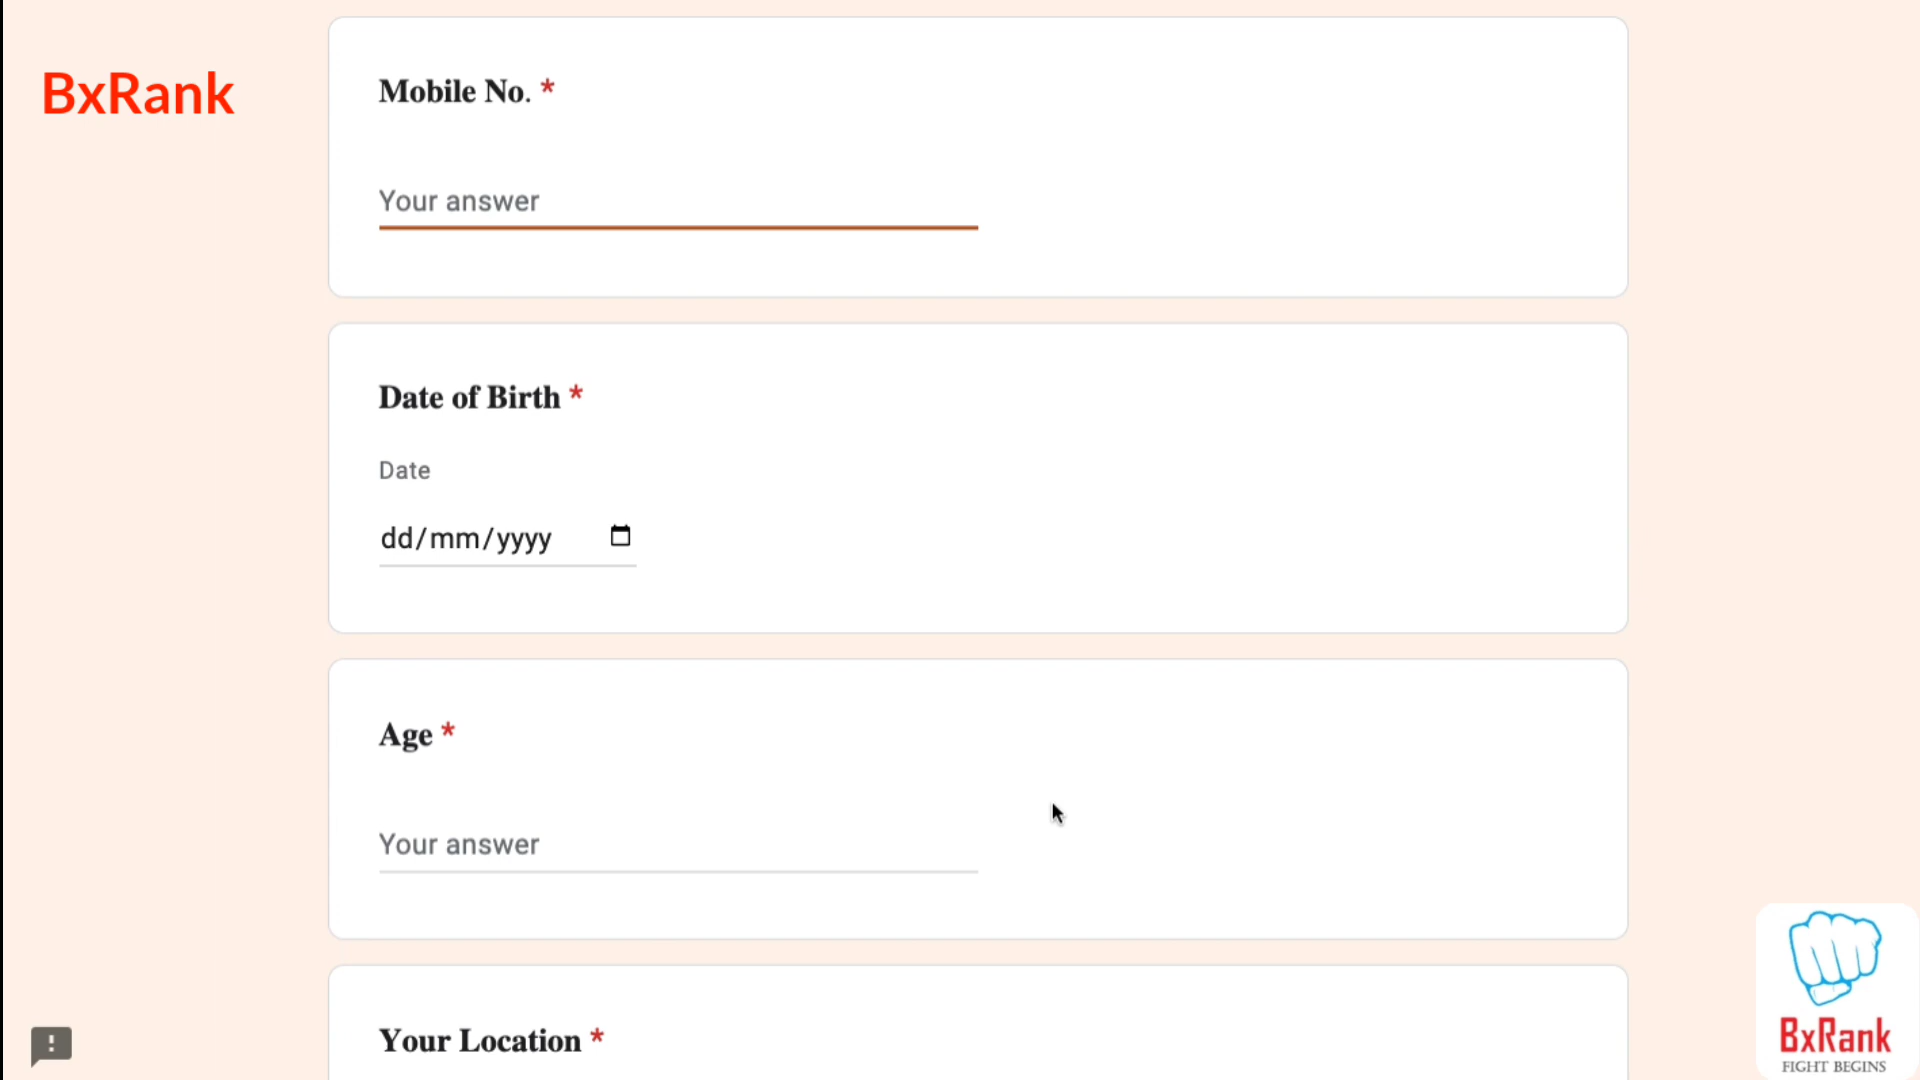 BxRank
Mobile No. *
Your answer
Date of Birth *
Date
dd/mm/yyyy
Age *
Your answer
Your Location *
!
BxRank
FIGHT BEGINS